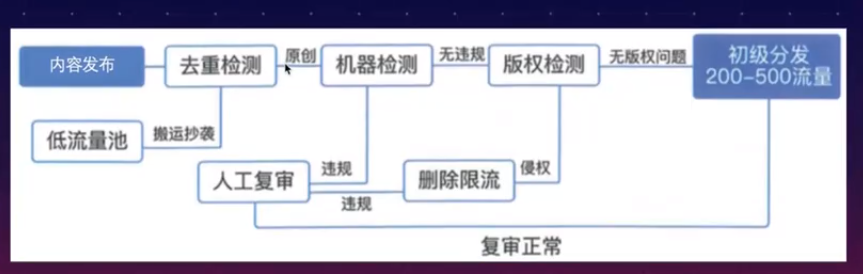 内容发布
去重检测
原创
机器检测
无违规
版权检测
无版权问题
初级分发
200-500流量
低流量池
搬运抄袭
人工复审
违规
违规
删除限流
侵权
复审正常